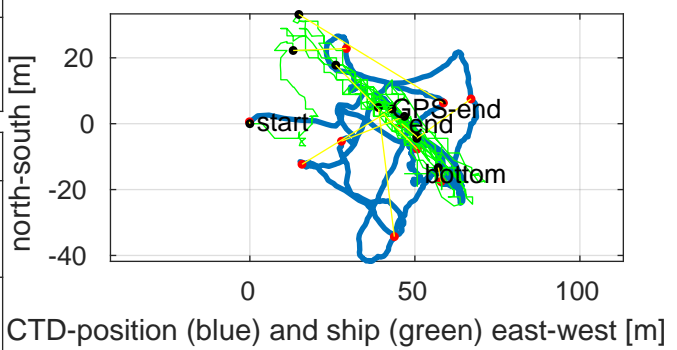 north-south [m]
20
0
-20
-40
start
GPS-end
end
bottom
0
50
100
CTD-position (blue) and ship (green) east-west [m]